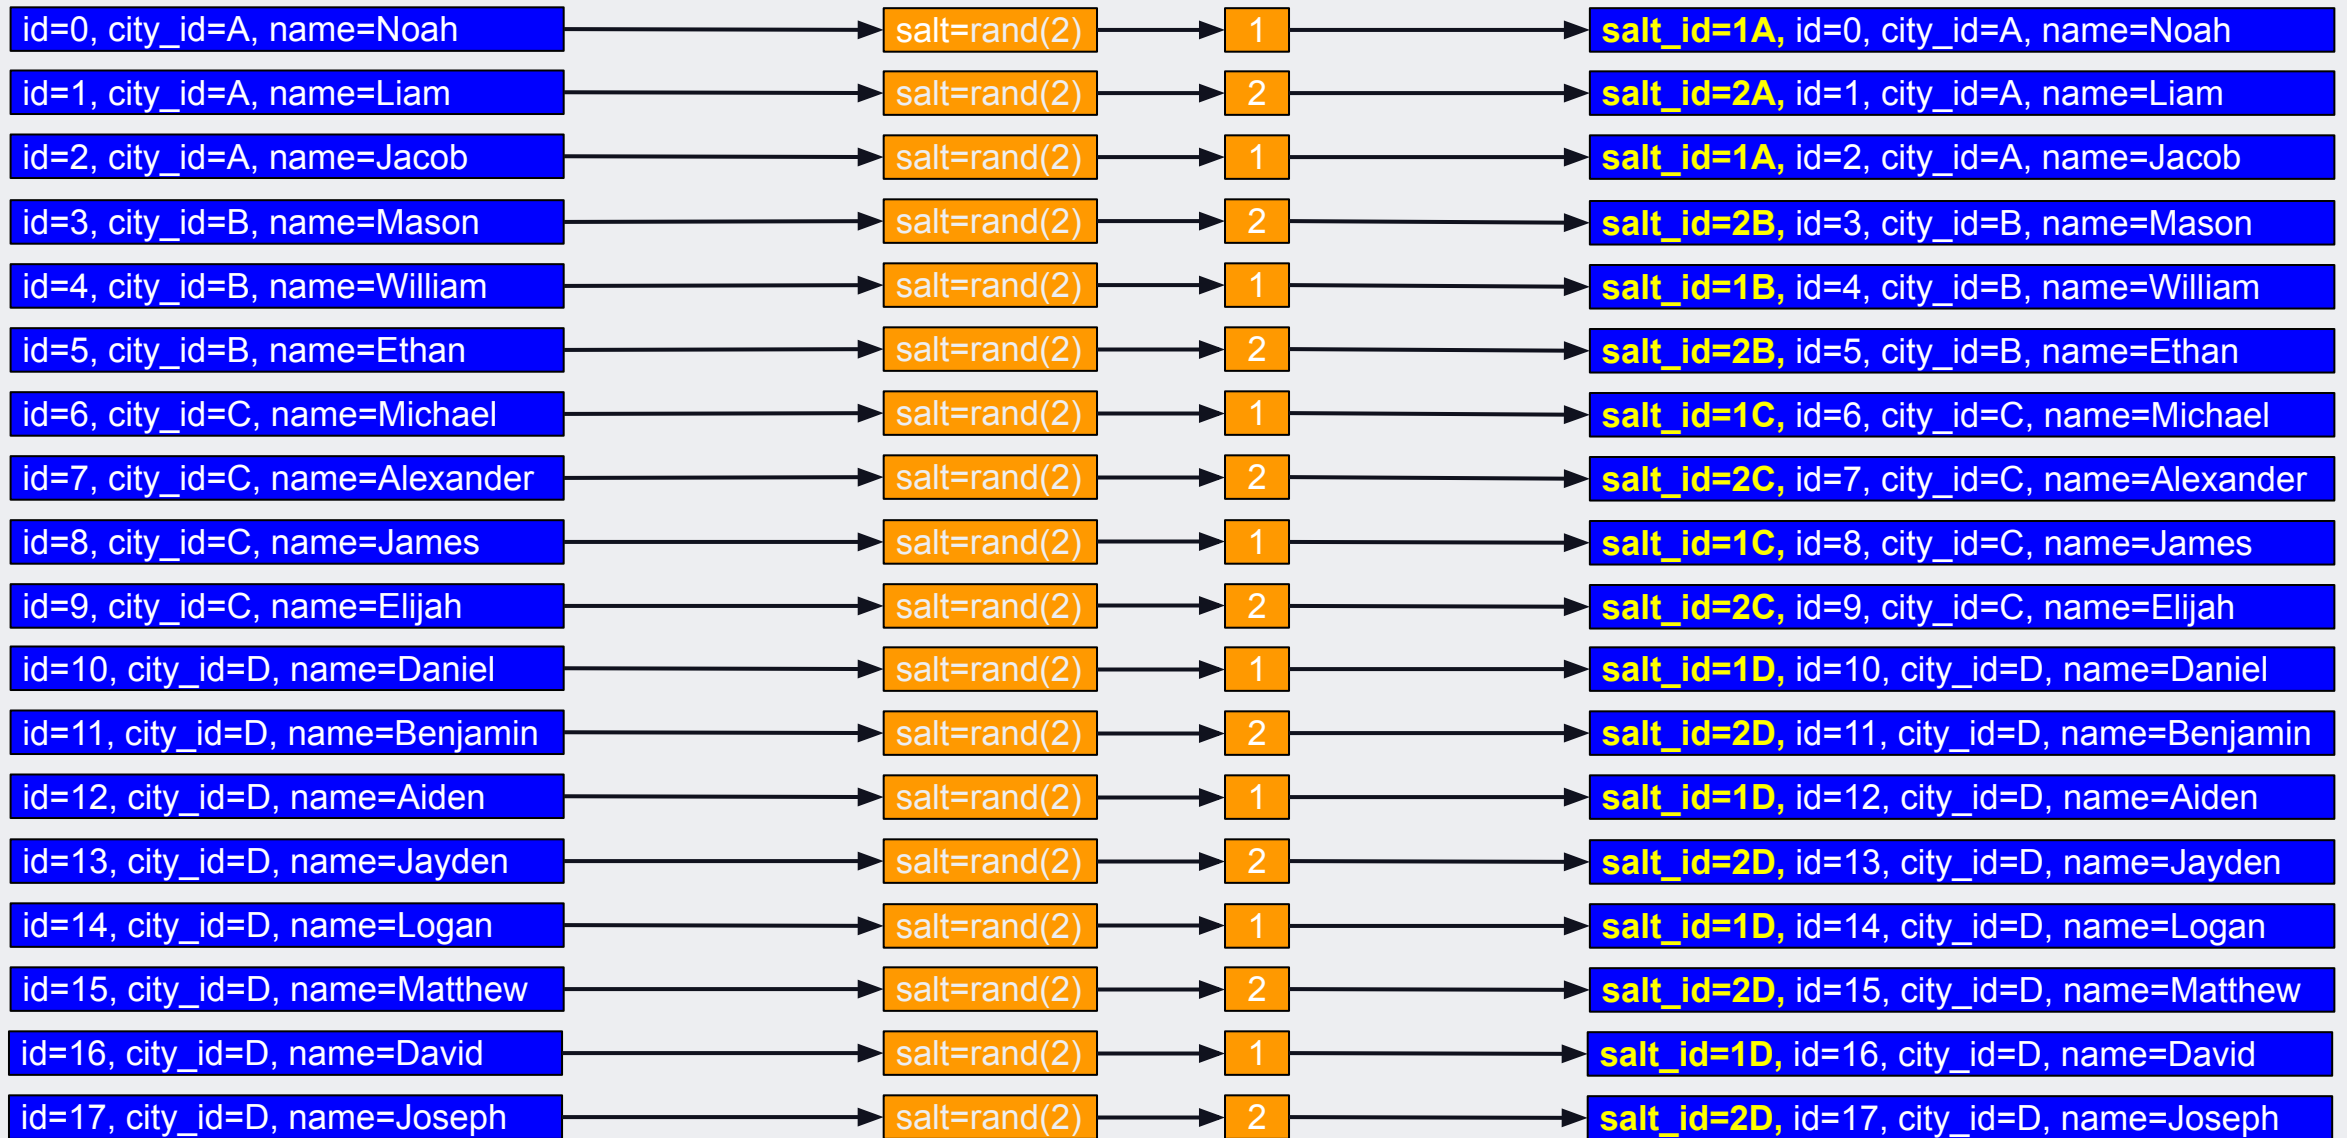 id=0, city_id=A, name=Noah salt=rand(2) 1 salt_id=1A, id=0, city_id=A, name=Noah
id=1, city_id=A, name=Liam salt=rand(2) 2 salt_id=2A, id=1, city_id=A, name=Liam
id=2, city_id=A, name=Jacob salt=rand(2) 1 salt_id=1A, id=2, city_id=A, name=Jacob
id=3, city_id=B, name=Mason salt=rand(2) 2 salt_id=2B, id=3, city_id=B, name=Mason
id=4, city_id=B, name=William salt=rand(2) 1 salt_id=1B, id=4, city_id=B, name=William
id=5, city_id=B, name=Ethan salt=rand(2) 2 salt_id=2B, id=5, city_id=B, name=Ethan
id=6, city_id=C, name=Michael salt=rand(2) 1 salt_id=1C, id=6, city_id=C, name=Michael
id=7, city_id=C, name=Alexander salt=rand(2) 2 salt_id=2C, id=7, city_id=C, name=Alexander
id=8, city_id=C, name=James salt=rand(2) 1 salt_id=1C, id=8, city_id=C, name=James
id=9, city_id=C, name=Elijah salt=rand(2) 2 salt_id=2C, id=9, city_id=C, name=Elijah
id=10, city_id=D, name=Daniel salt=rand(2) 1 salt_id=1D, id=10, city_id=D, name=Daniel
id=11, city_id=D, name=Benjamin salt=rand(2) 2 salt_id=2D, id=11, city_id=D, name=Benjamin
id=12, city_id=D, name=Aiden salt=rand(2) 1 salt_id=1D, id=12, city_id=D, name=Aiden
id=13, city_id=D, name=Jayden salt=rand(2) 2 salt_id=2D, id=13, city_id=D, name=Jayden
id=14, city_id=D, name=Logan salt=rand(2) 1 salt_id=1D, id=14, city_id=D, name=Logan
id=15, city_id=D, name=Matthew salt=rand(2) 2 salt_id=2D, id=15, city_id=D, name=Matthew
id=16, city_id=D, name=David salt=rand(2) 1 salt_id=1D, id=16, city_id=D, name=David
id=17, city_id=D, name=Joseph salt=rand(2) 2 salt_id=2D, id=17, city_id=D, name=Joseph